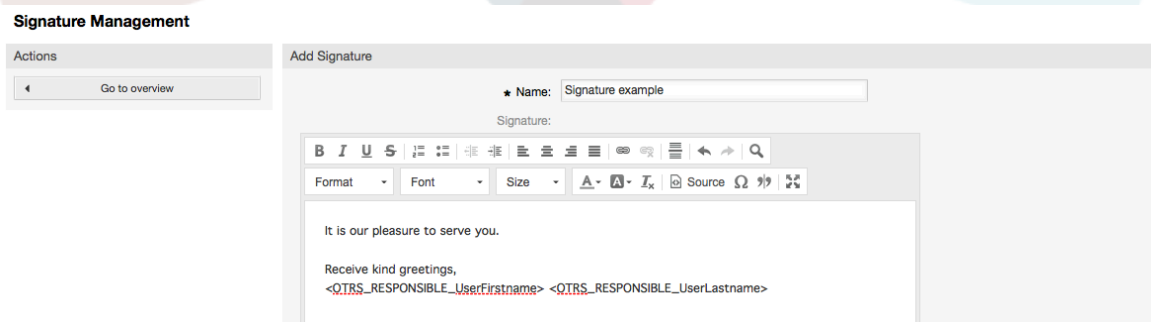 Signature Management
Actions
Go to overview
Add Signature
★ Name: Signature example
Signature:
B I U S
Format Font Size A A Ix Source Ω
It is our pleasure to serve you.
Receive kind greetings,
<OTRS_RESPONSIBLE_UserFirstname> <OTRS_RESPONSIBLE_UserLastname>